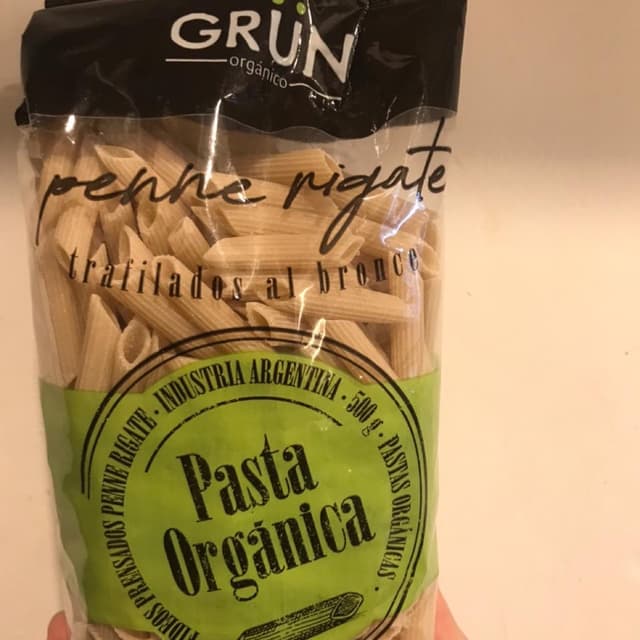 GRÜN
orgánico
penne rigate
trafilados al bronce
FIDEOS PRENSADOS PENNE RIGATE · INDUSTRIA ARGENTINA · 500 g · PASTAS ORGÁNICAS ·
Pasta
Orgánica